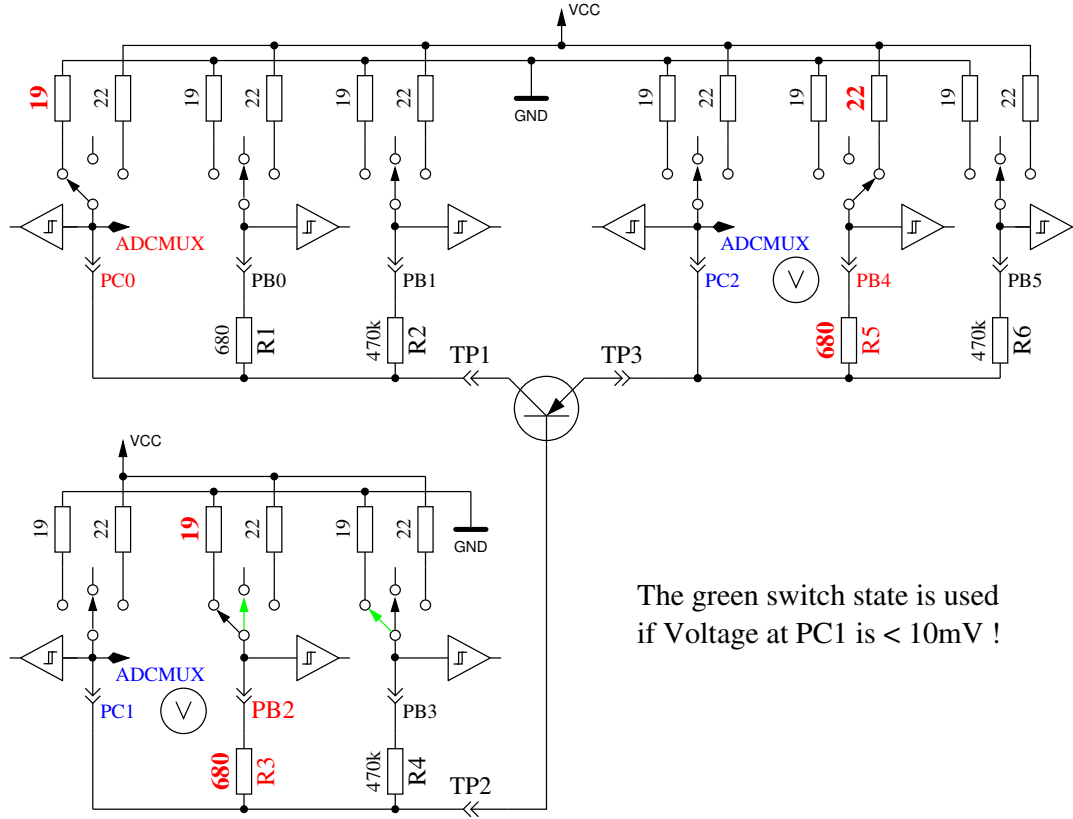 VCC
19
22
19
22
19
22
GND
19
22
19
22
19
22
ADCMUX
ADCMUX
PC0
PB0
PB1
PC2
V
PB4
PB5
680
R1
470k
R2
680
R5
470k
R6
TP1
TP3
VCC
19
22
19
22
19
22
GND
The green switch state is used
if Voltage at PC1 is < 10mV !
ADCMUX
PC1
V
PB2
PB3
680
R3
470k
R4
TP2